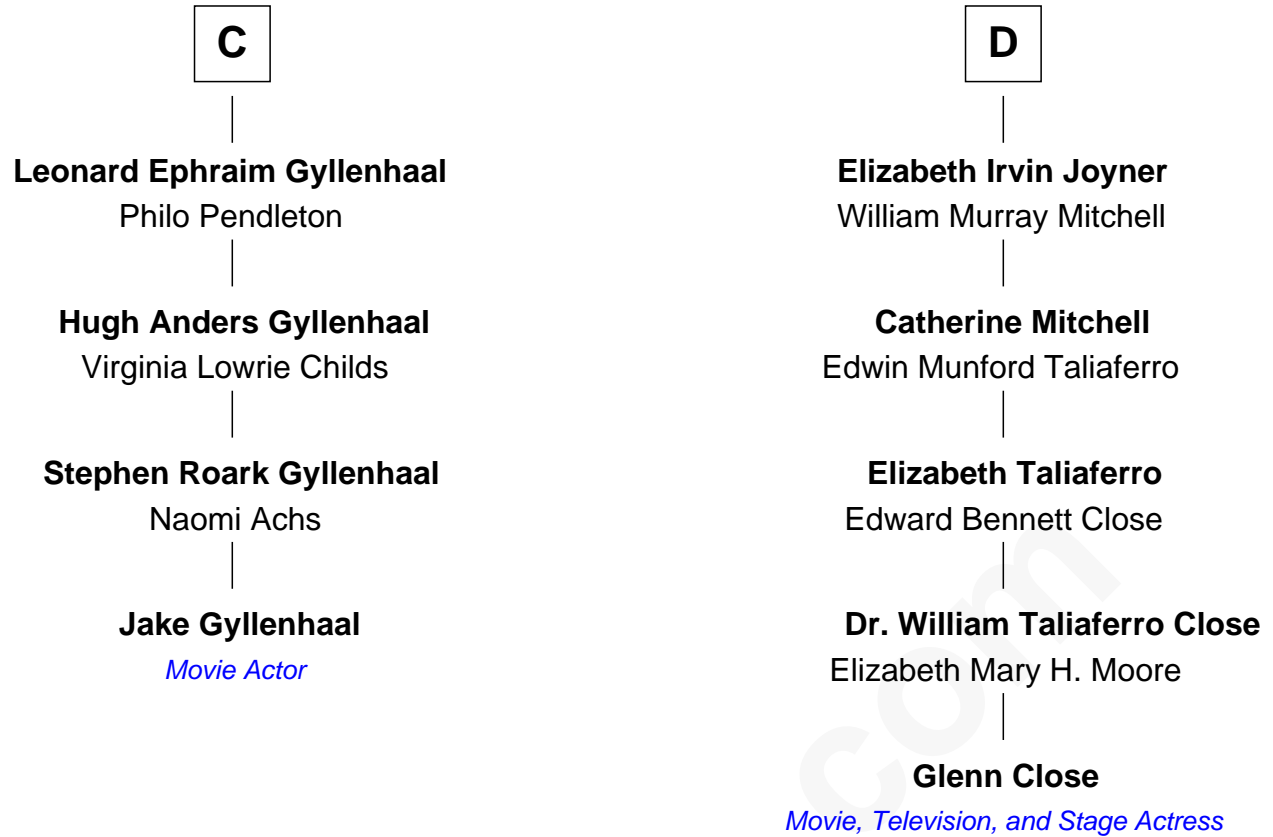 C
Leonard Ephraim Gyllenhaal
Philo Pendleton
Hugh Anders Gyllenhaal
Virginia Lowrie Childs
Stephen Roark Gyllenhaal
Naomi Achs
Jake Gyllenhaal
Movie Actor
D
Elizabeth Irvin Joyner
William Murray Mitchell
Catherine Mitchell
Edwin Munford Taliaferro
Elizabeth Taliaferro
Edward Bennett Close
Dr. William Taliaferro Close
Elizabeth Mary H. Moore
Glenn Close
Movie, Television, and Stage Actress
com